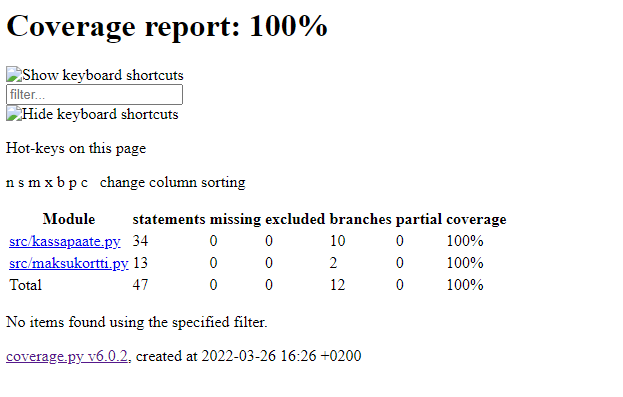 Coverage report: 100%
Show keyboard shortcuts
filter...
Hide keyboard shortcuts
Hot-keys on this page
n s m x b p c change column sorting
Module statements missing excluded branches partial coverage
src/kassapaate.py 34 0 0 10 0 100%
src/maksukortti.py 13 0 0 2 0 100%
Total 47 0 0 12 0 100%
No items found using the specified filter.
coverage.py v6.0.2, created at 2022-03-26 16:26 +0200